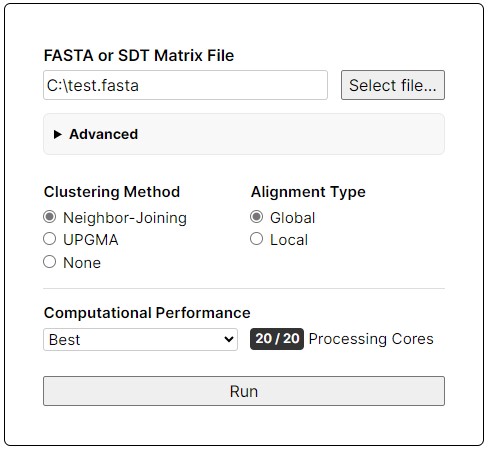 FASTA or SDT Matrix File
C:\test.fasta Select file...
Advanced
Clustering Method Alignment Type
Neighbor-Joining Global
UPGMA Local
None
Computational Performance
Best 20 / 20 Processing Cores
Run